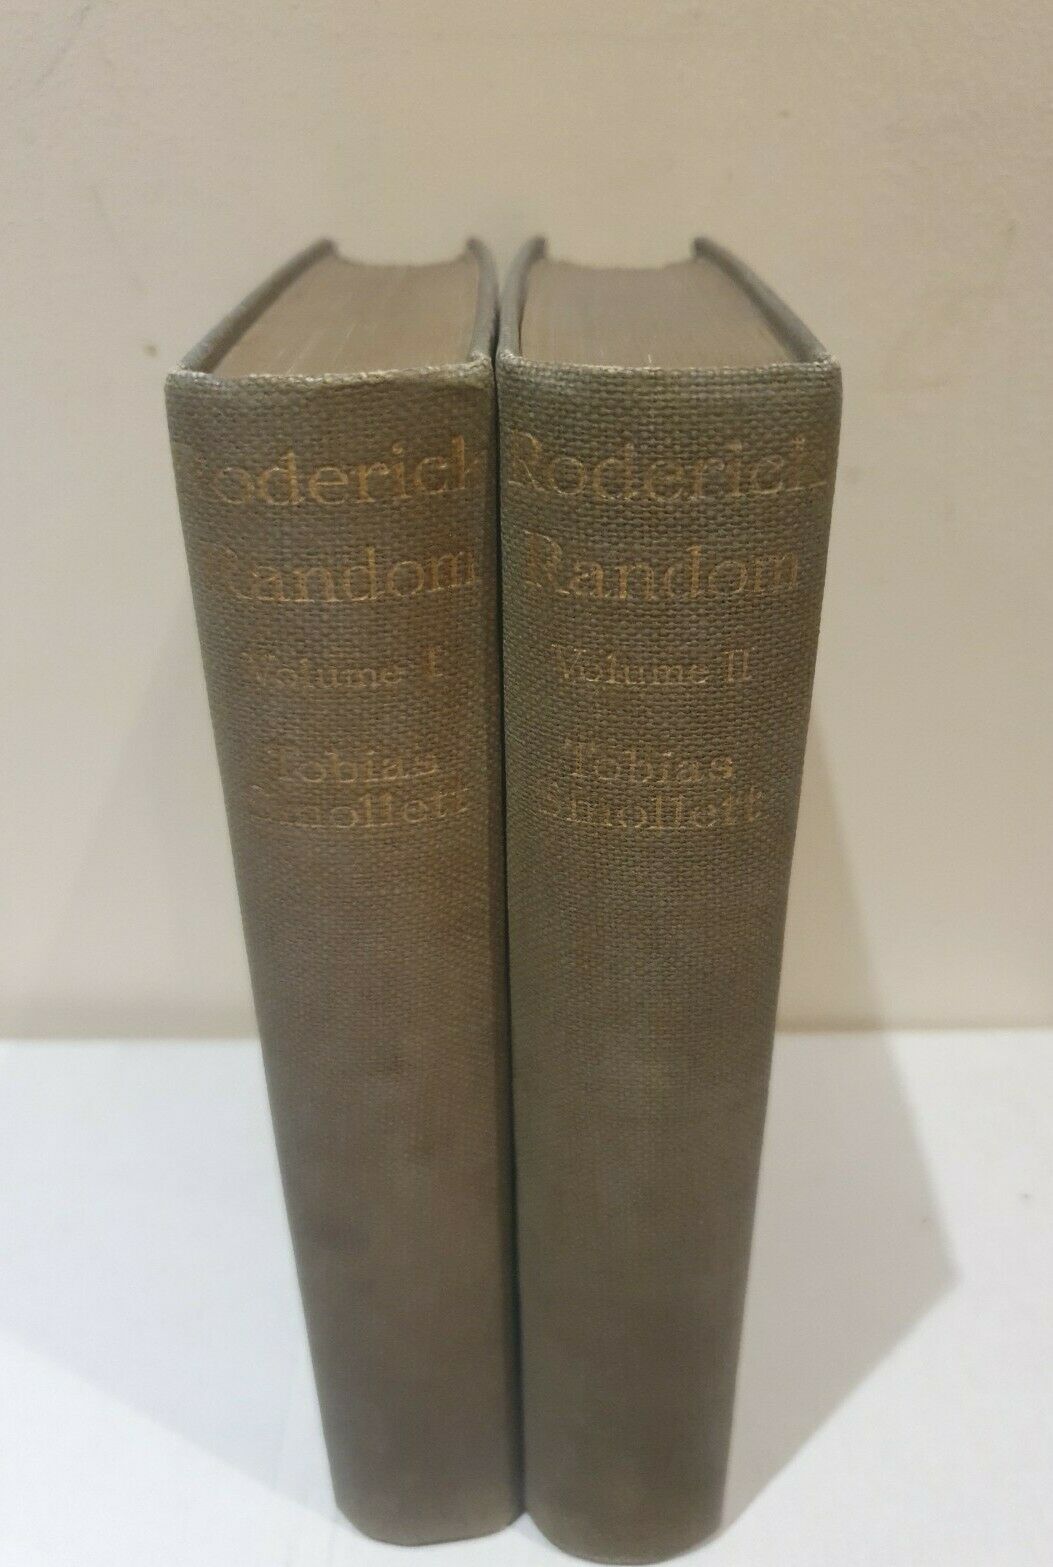 Roderick
Random
Volume I
Tobias
Smollett
Roderick
Random
Volume II
Tobias
Smollett